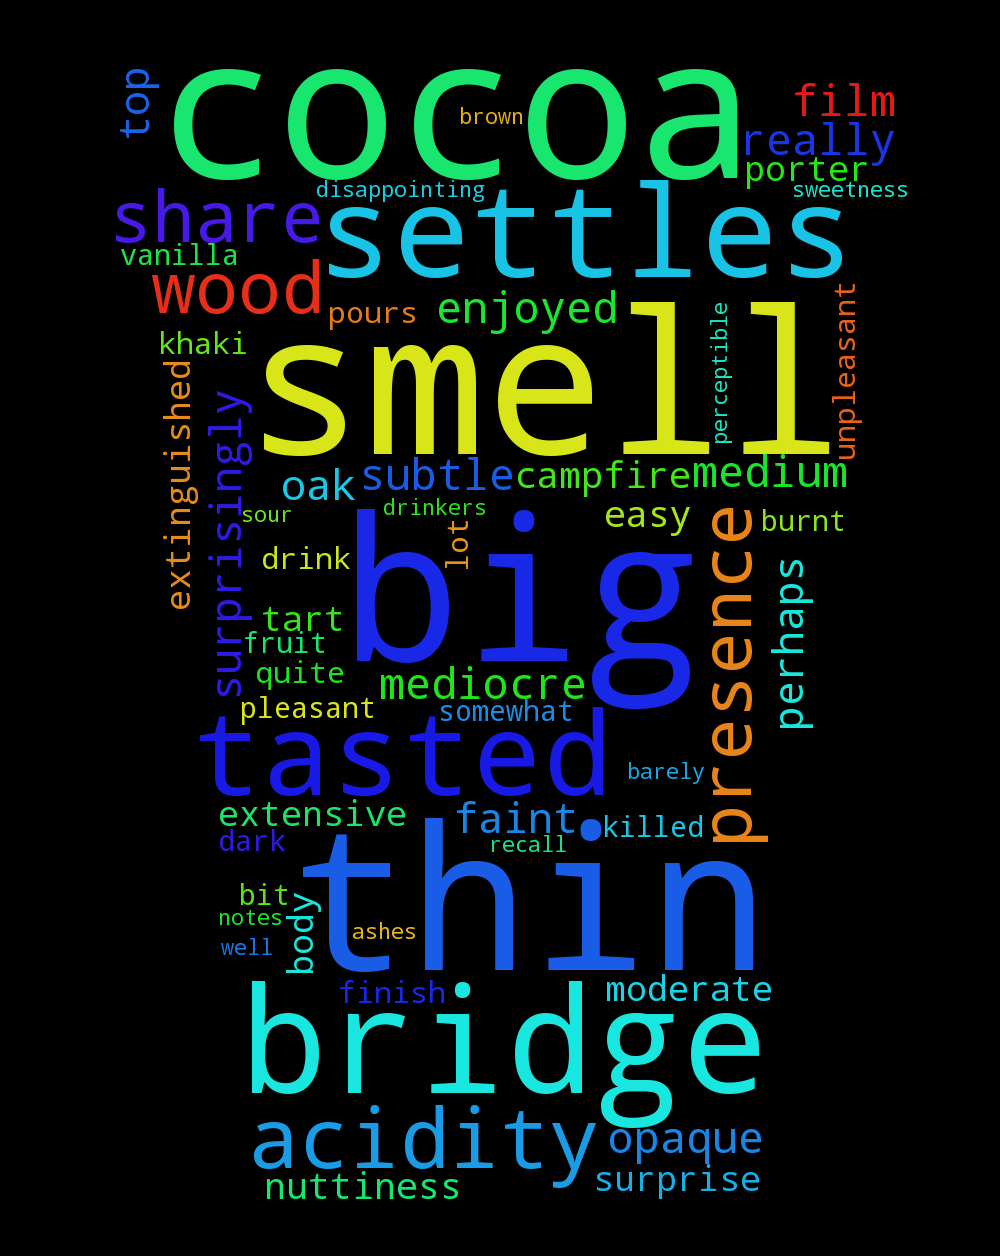 cocoa
top
brown
film
really
porter
disappointing
sweetness
share
settles
vanilla
wood
pours
enjoyed
smell
perceptible
unpleasant
khaki
extinguished
surprisingly
oak
subtle
campfire
medium
sour
drinkers
lot
easy
presence
burnt
big
drink
perhaps
tart
fruit
quite
mediocre
pleasant
somewhat
tasted
barely
extensive
faint
killed
dark
recall
thin
bit
notes
well
body
ashes
finish
moderate
bridge
acidity
opaque
nuttiness
surprise